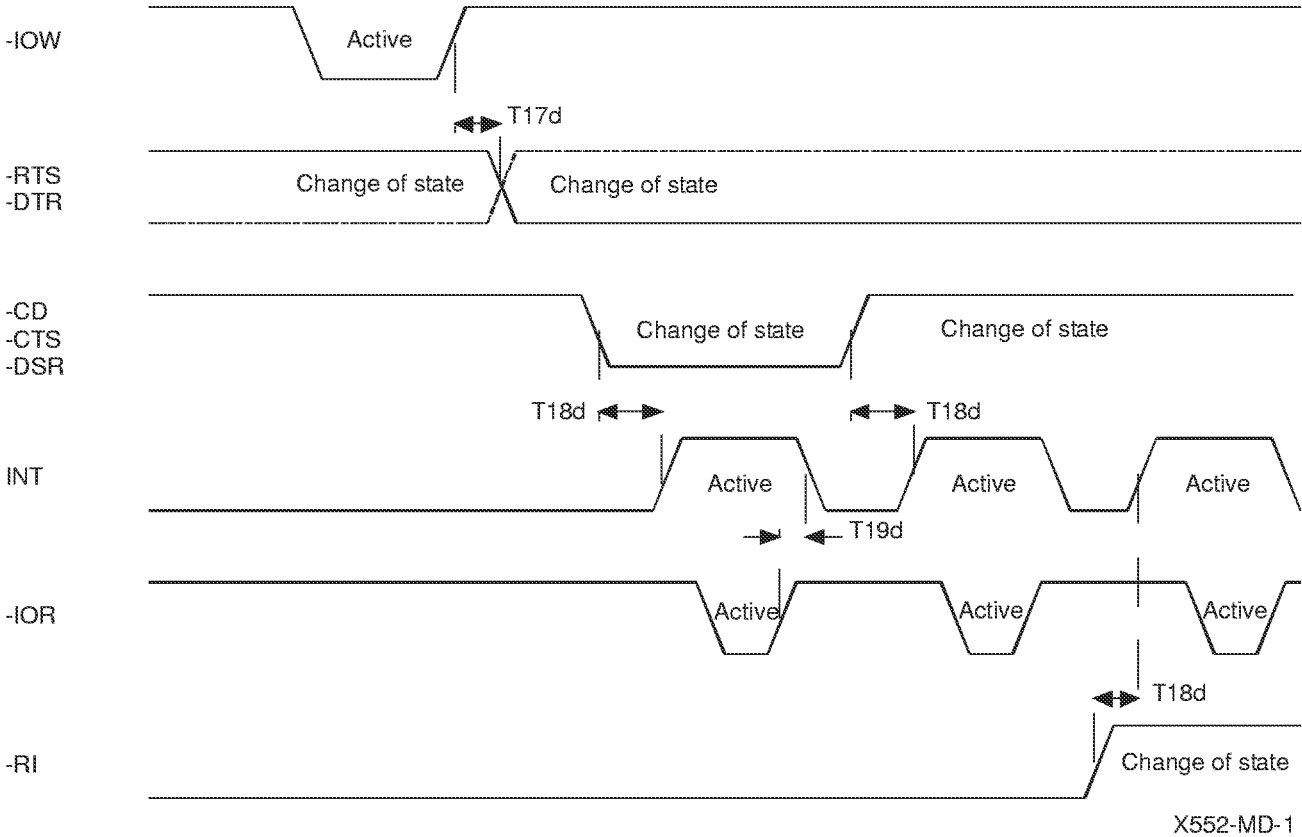 -IOW
Active
T17d
-RTS
-DTR
Change of state
Change of state
-CD
-CTS
-DSR
Change of state
Change of state
T18d
T18d
INT
Active
Active
Active
T19d
-IOR
Active
Active
Active
T18d
-RI
Change of state
X552-MD-1